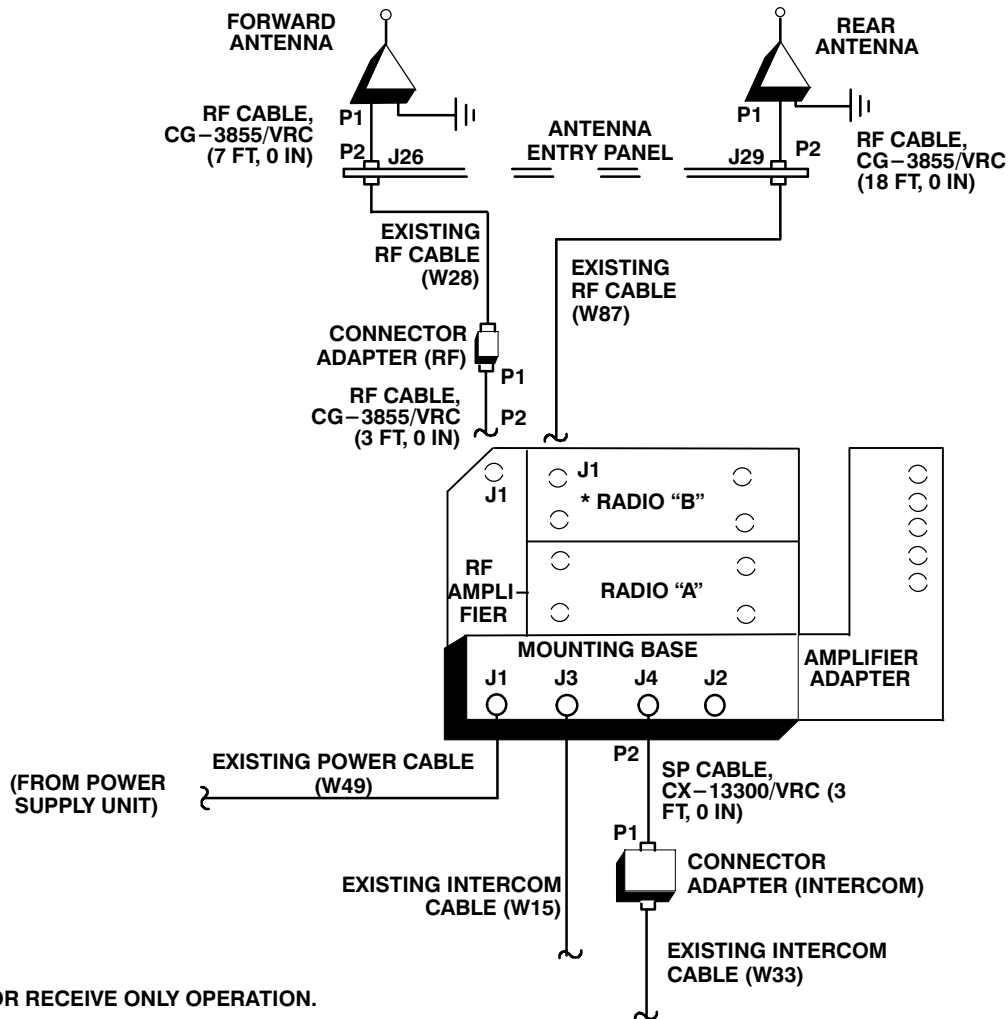 FORWARD
ANTENNA
REAR
ANTENNA
RF CABLE,
CG–3855/VRC
(7 FT, 0 IN)
P1
P2
J26
ANTENNA
ENTRY PANEL
P1
J29
P2
RF CABLE,
CG–3855/VRC
(18 FT, 0 IN)
EXISTING
RF CABLE
(W28)
EXISTING
RF CABLE
(W87)
CONNECTOR
ADAPTER (RF)
P1
RF CABLE,
CG–3855/VRC
(3 FT, 0 IN)
P2
J1
J1
* RADIO “B”
RF
AMPLI–
FIER
RADIO “A”
MOUNTING BASE
J1
J3
J4
J2
AMPLIFIER
ADAPTER
(FROM POWER
SUPPLY UNIT)
EXISTING POWER CABLE
(W49)
P2
SP CABLE,
CX–13300/VRC (3
FT, 0 IN)
P1
CONNECTOR
ADAPTER (INTERCOM)
EXISTING INTERCOM
CABLE (W15)
EXISTING INTERCOM
CABLE (W33)
OR RECEIVE ONLY OPERATION.